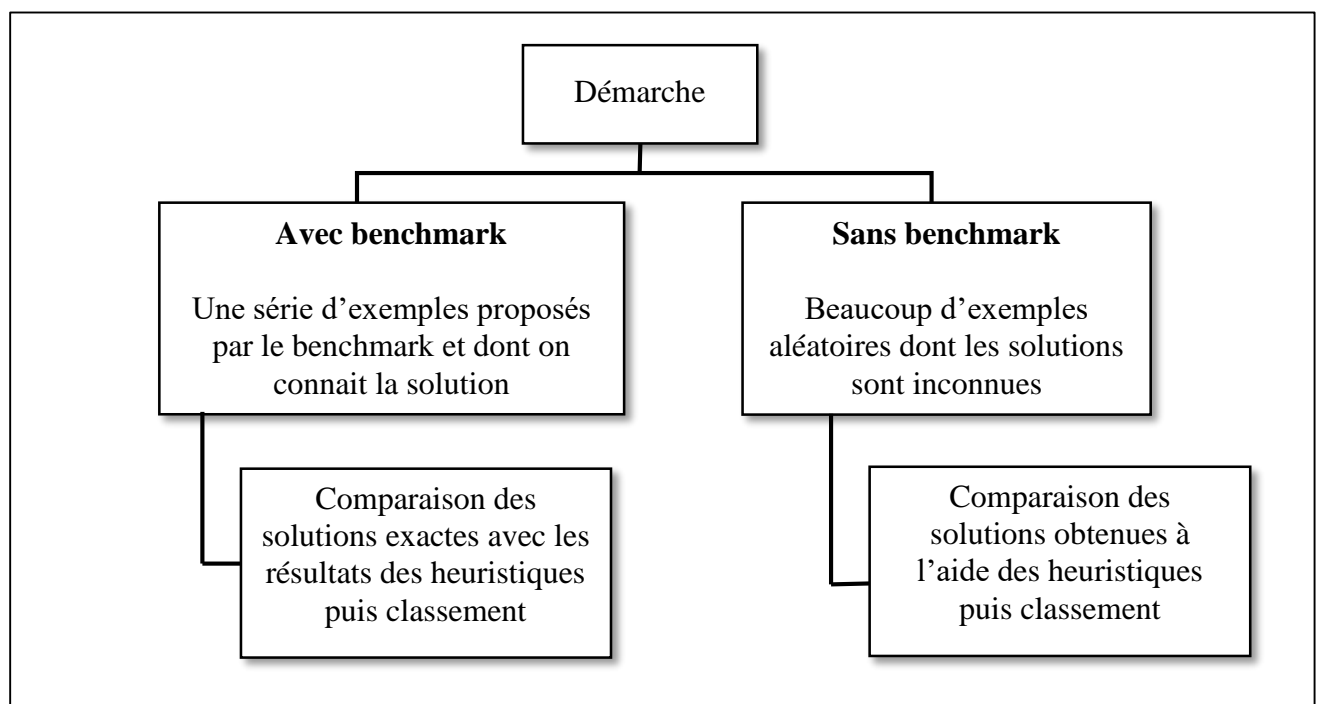 Démarche
Avec benchmark
Une série d’exemples proposés
par le benchmark et dont on
connait la solution
Sans benchmark
Beaucoup d’exemples
aléatoires dont les solutions
sont inconnues
Comparaison des
solutions exactes avec les
résultats des heuristiques
puis classement
Comparaison des
solutions obtenues à
l’aide des heuristiques
puis classement